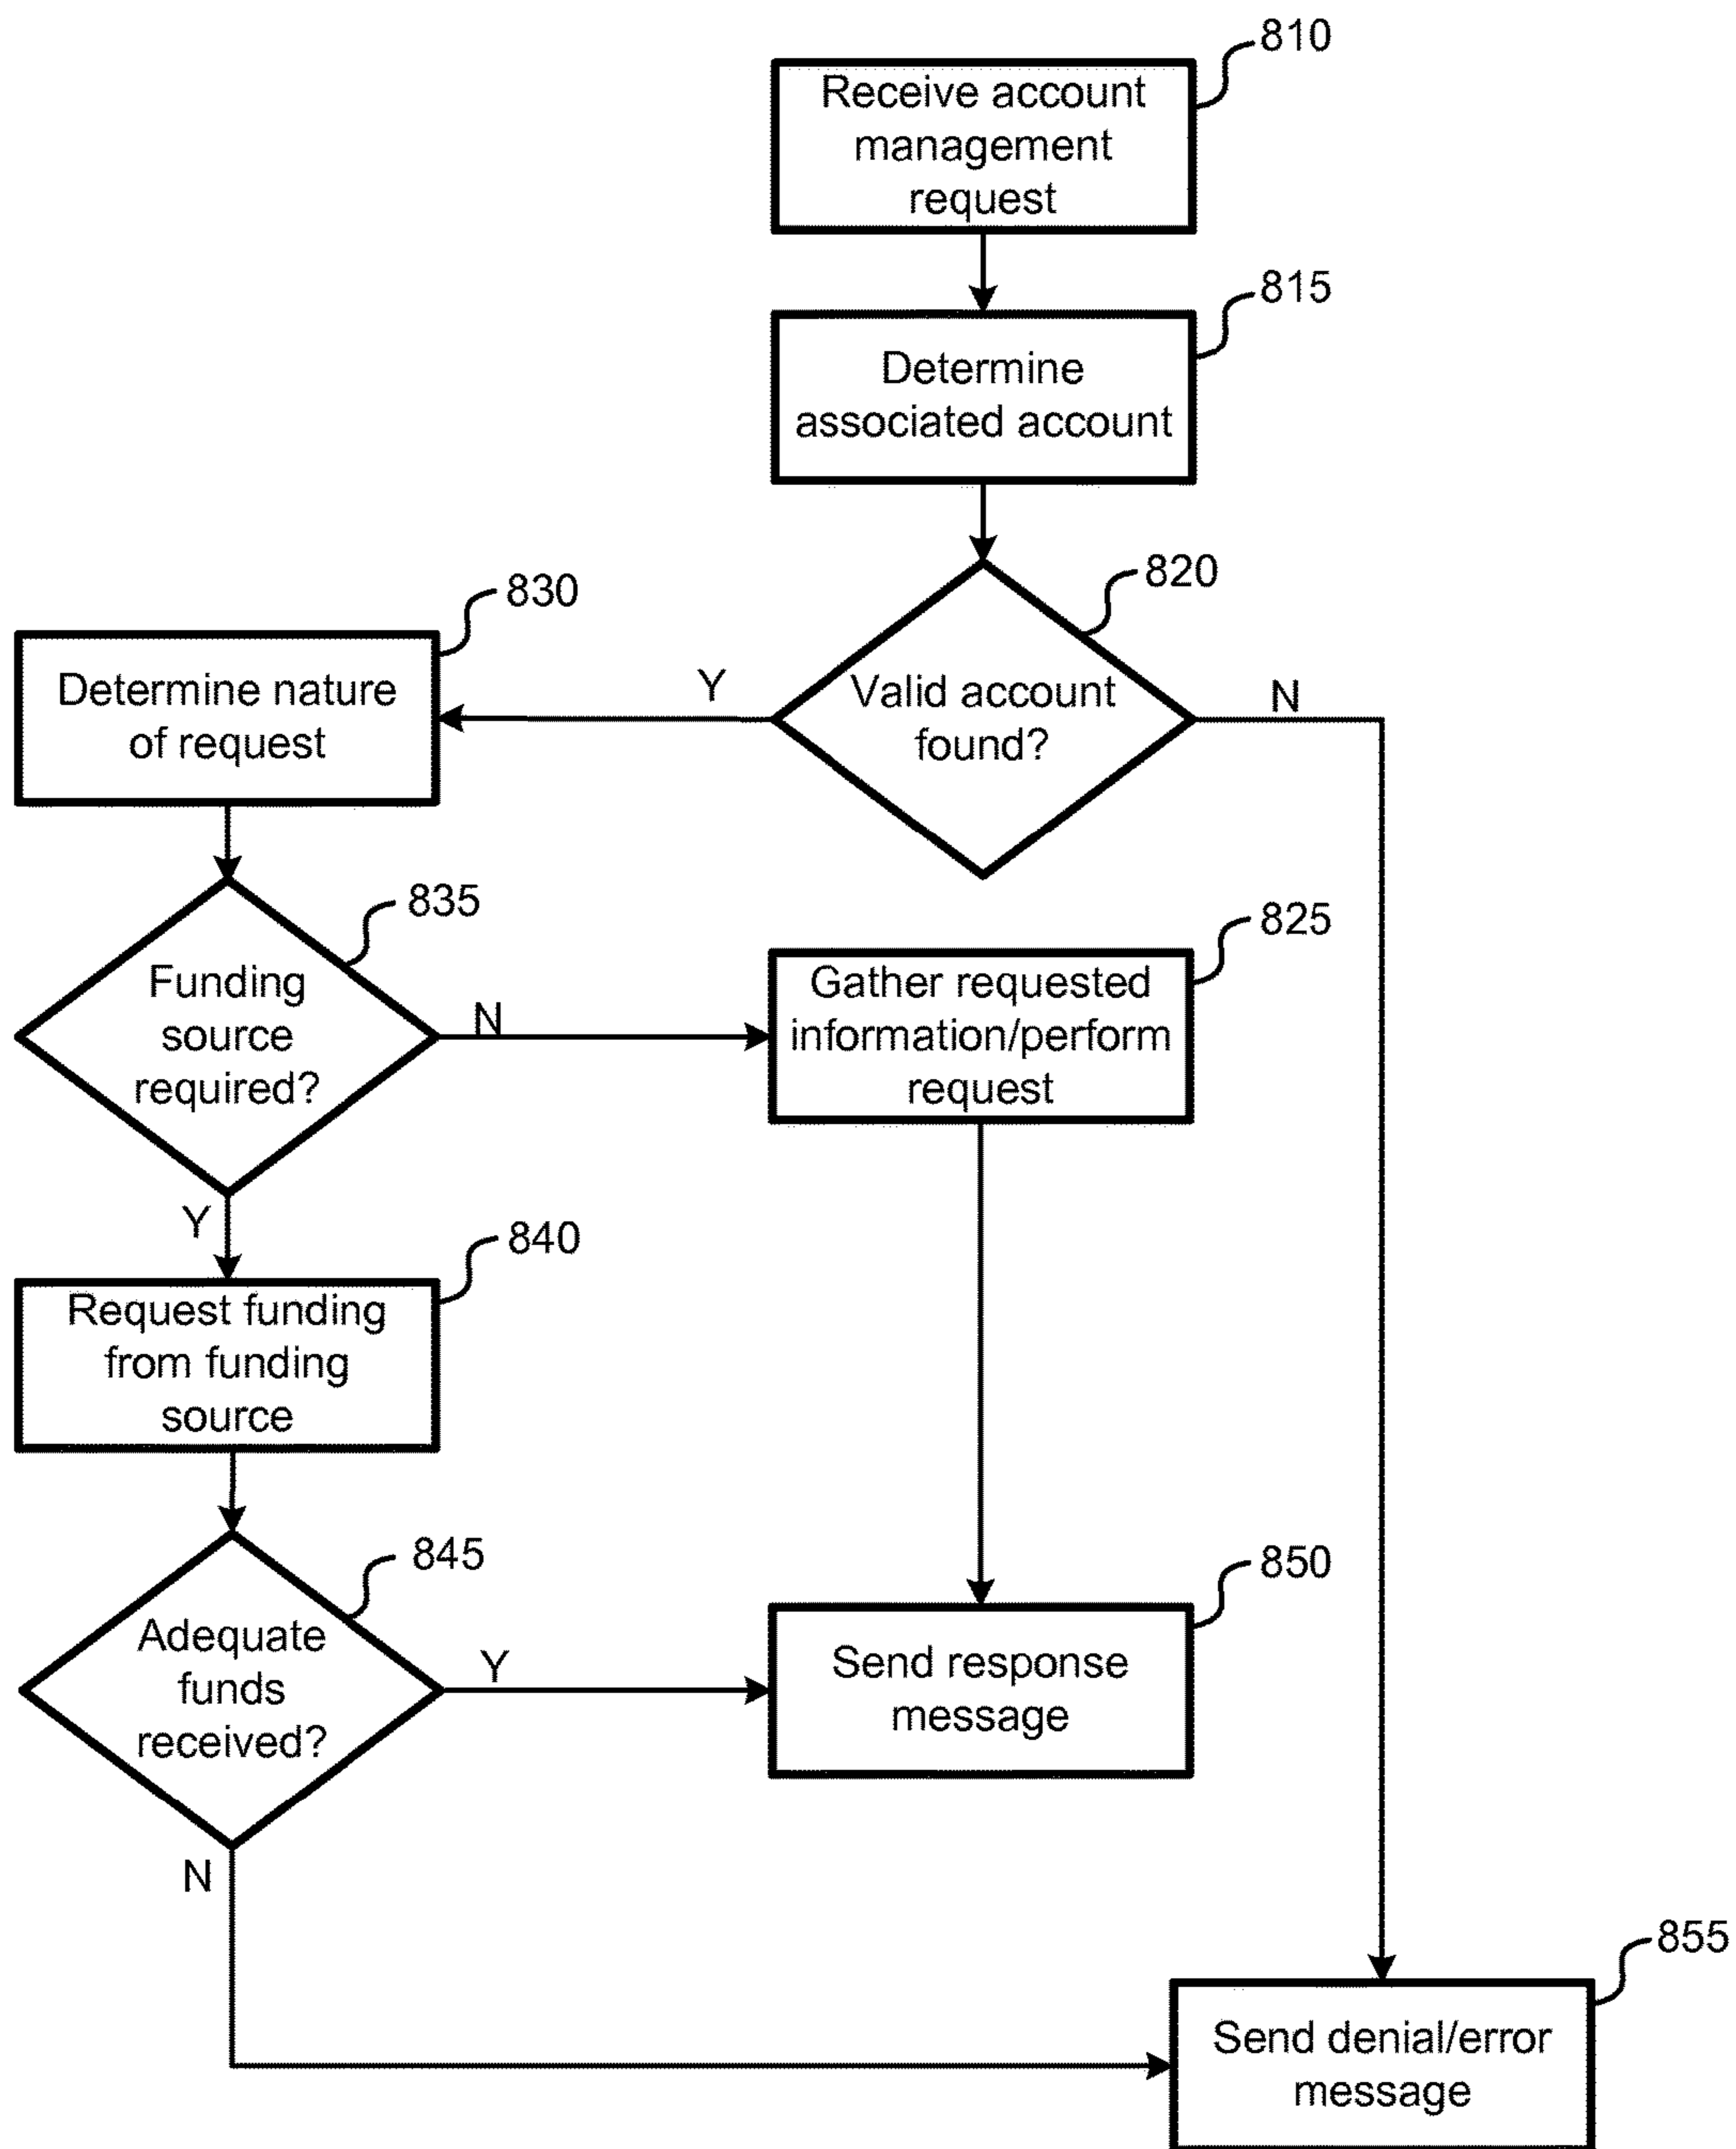 810
Receive account
management
request
815
Determine
associated account
820
Valid account
found?
Y
N
830
Determine nature
of request
835
Funding
source
required?
N
Y
825
Gather requested
information/perform
request
840
Request funding
from funding
source
845
Adequate
funds
received?
Y
N
850
Send response
message
855
Send denial/error
message